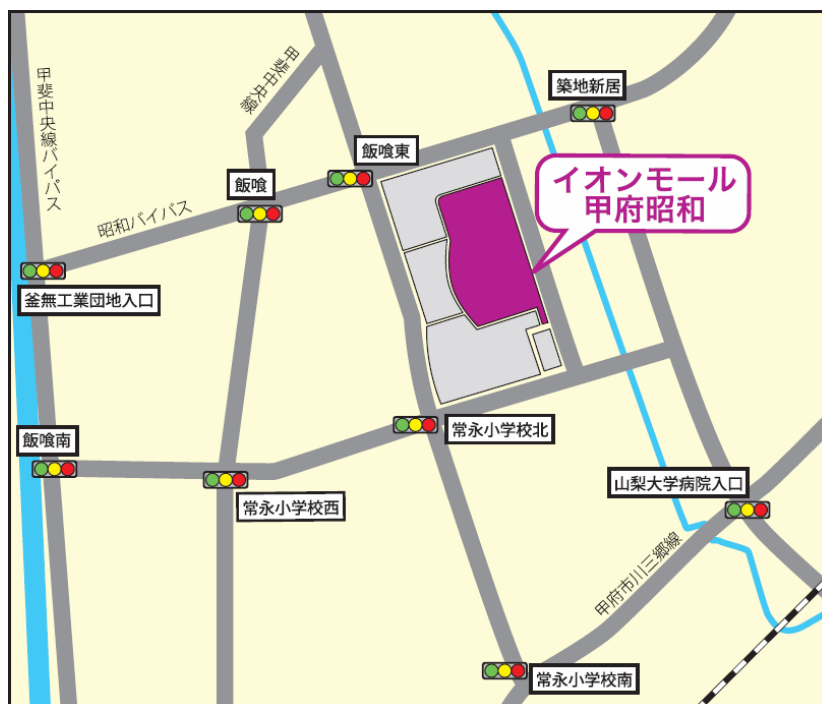 築地新居
甲斐中央線
甲斐中央線バイパス
飯喰東
イオンモール
甲府昭和
飯喰
昭和バイパス
釜無工業団地入口
常永小学校北
飯喰南
山梨大学病院入口
常永小学校西
甲府市川三郷線
常永小学校南